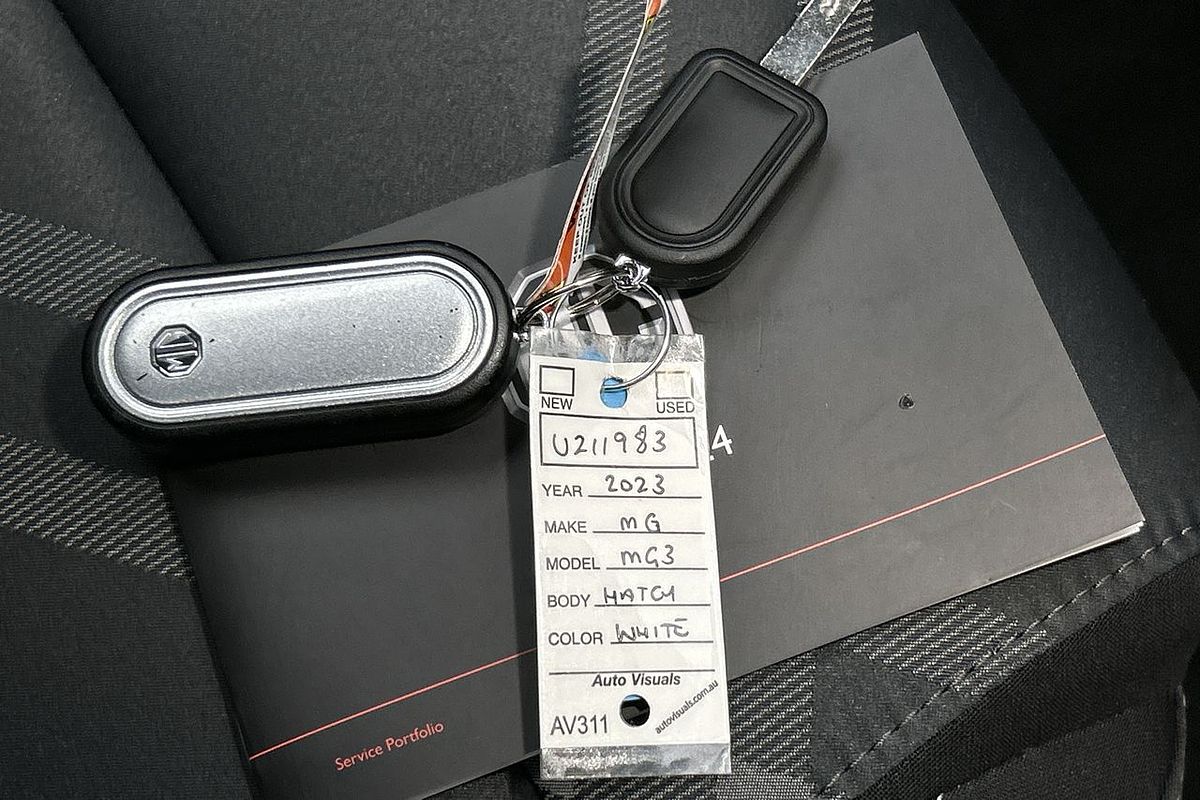 NEW USED
U211983
YEAR 2023
MAKE MG
MODEL MG3
BODY HATCH
COLOR WHITE
Auto Visuals
AV311 autovisuals.com.au
Service Portfolio
MG